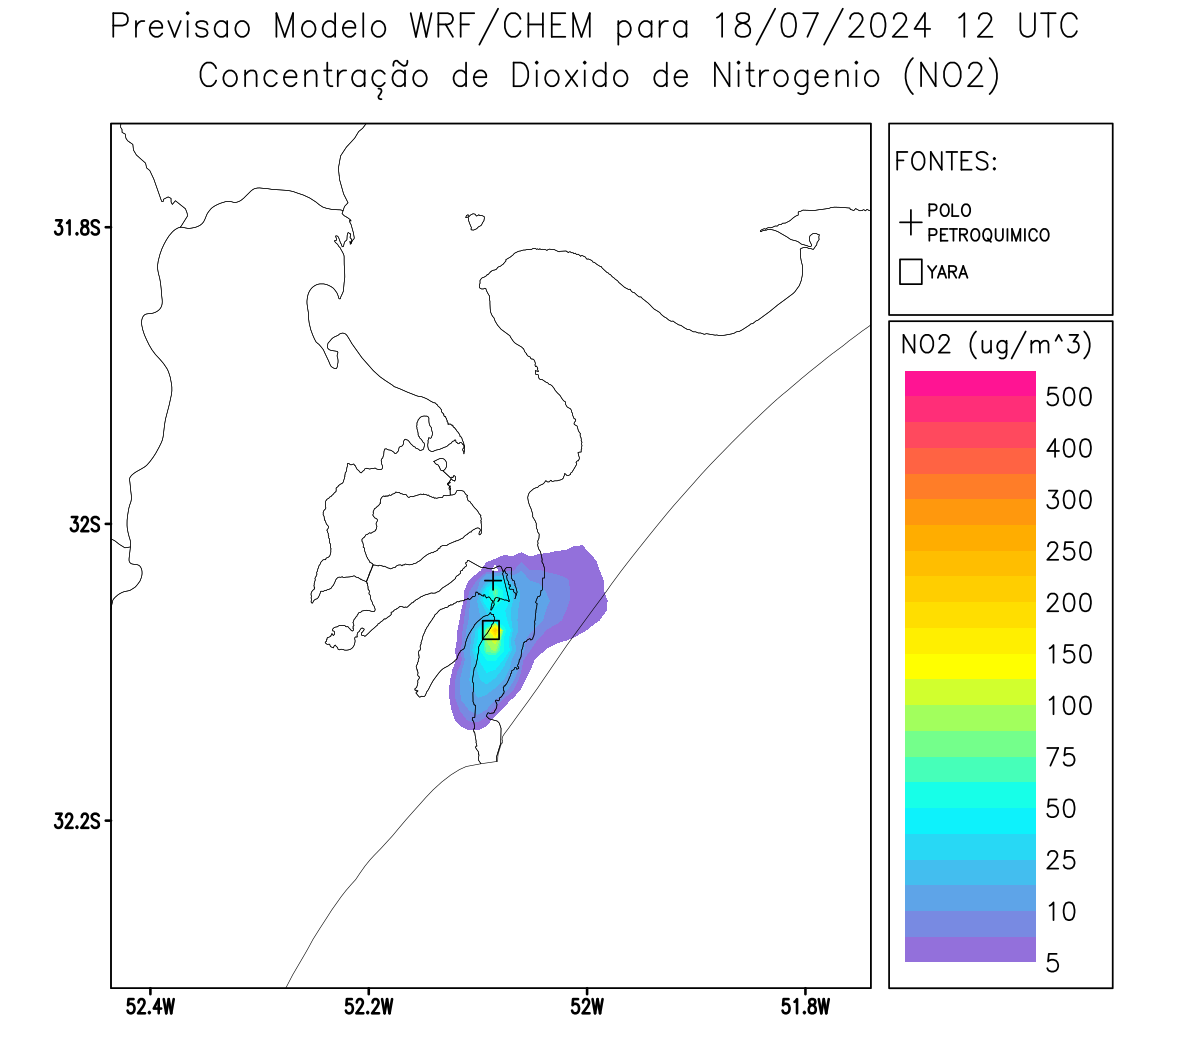 Previsao Modelo WRF/CHEM para 18/07/2024 12 UTC
Concentração de Dioxido de Nitrogenio (NO2)
FONTES:
POLO
PETROQUIMICO
YARA
NO2 (ug/m^3)
500
400
300
250
200
150
100
75
50
25
10
5
31.8S
32S
32.2S
52.4W
52.2W
52W
51.8W